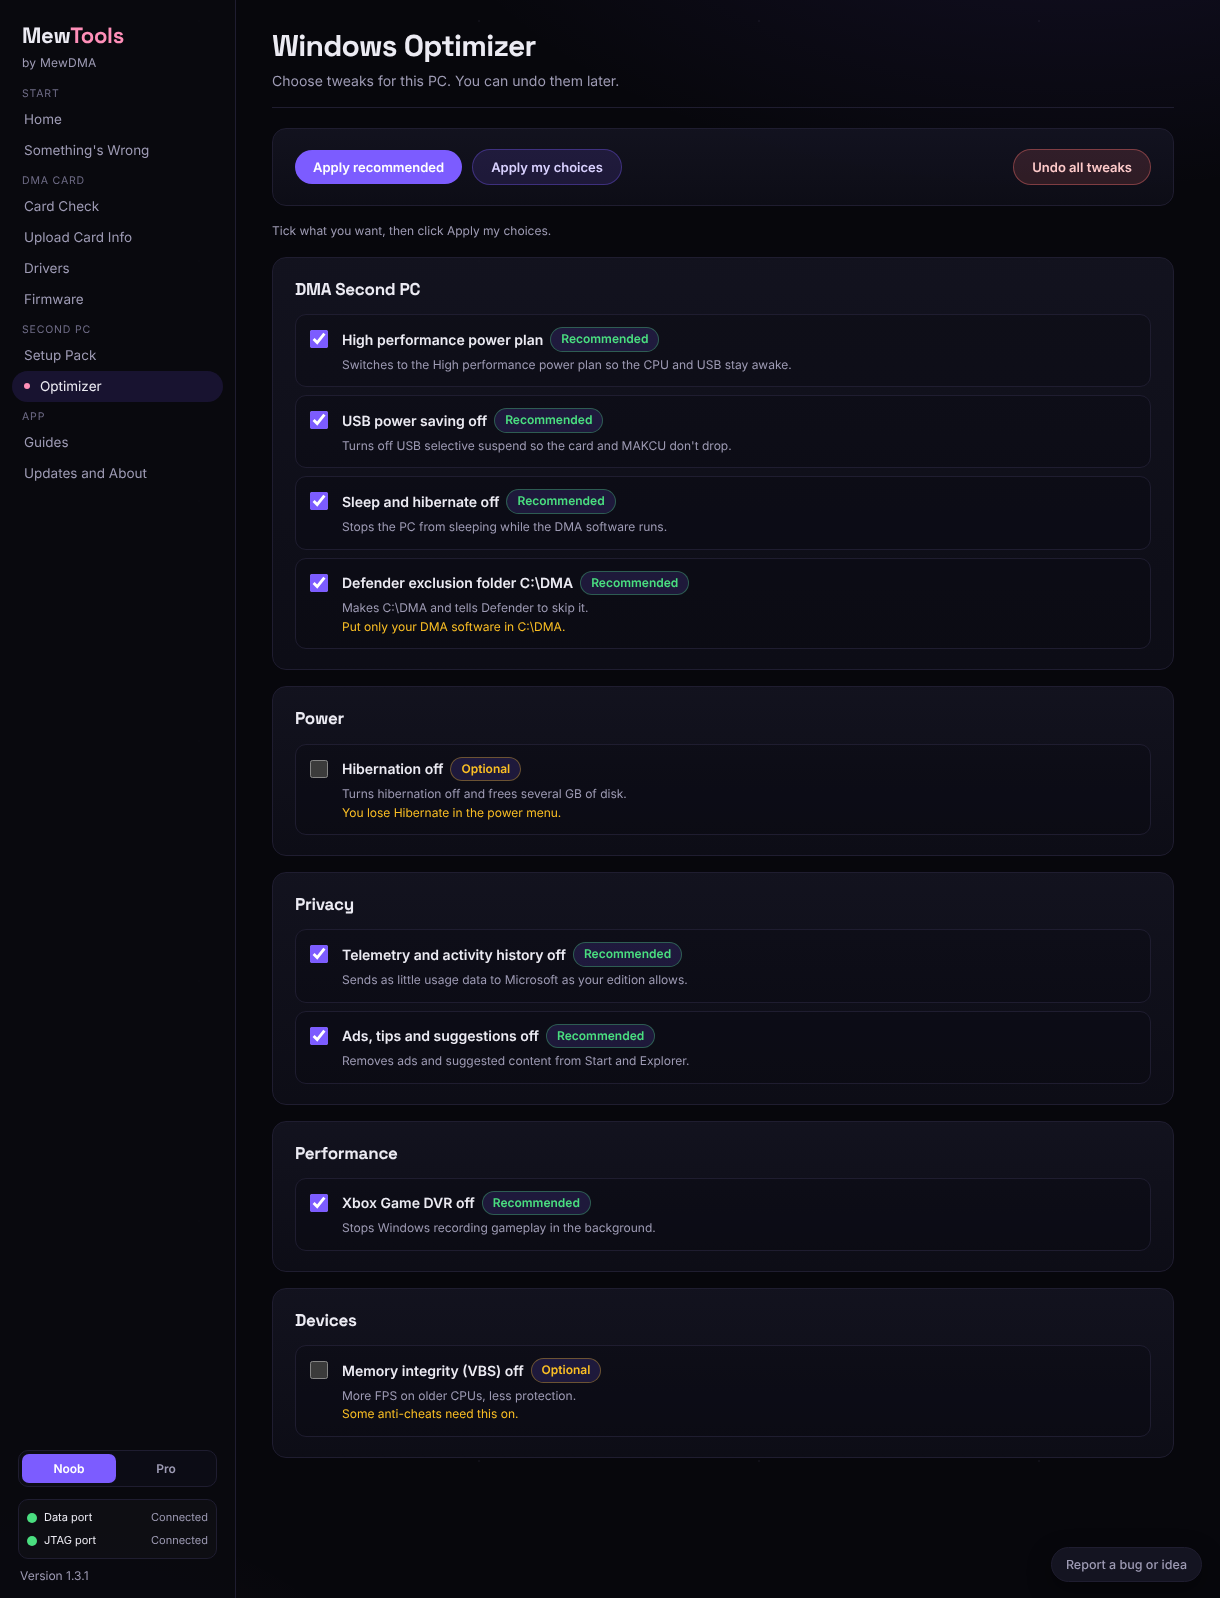 MewTools
by MewDMA
START
Home
Something's Wrong
DMA CARD
Card Check
Upload Card Info
Drivers
Firmware
SECOND PC
Setup Pack
Optimizer
APP
Guides
Updates and About
Noob
Pro
Data port
Connected
JTAG port
Connected
Version 1.3.1
Windows Optimizer
Choose tweaks for this PC. You can undo them later.
Apply recommended
Apply my choices
Undo all tweaks
Tick what you want, then click Apply my choices.
DMA Second PC
High performance power plan Recommended
Switches to the High performance power plan so the CPU and USB stay awake.
USB power saving off Recommended
Turns off USB selective suspend so the card and MAKCU don't drop.
Sleep and hibernate off Recommended
Stops the PC from sleeping while the DMA software runs.
Defender exclusion folder C:\DMA Recommended
Makes C:\DMA and tells Defender to skip it.
Put only your DMA software in C:\DMA.
Power
Hibernation off Optional
Turns hibernation off and frees several GB of disk.
You lose Hibernate in the power menu.
Privacy
Telemetry and activity history off Recommended
Sends as little usage data to Microsoft as your edition allows.
Ads, tips and suggestions off Recommended
Removes ads and suggested content from Start and Explorer.
Performance
Xbox Game DVR off Recommended
Stops Windows recording gameplay in the background.
Devices
Memory integrity (VBS) off Optional
More FPS on older CPUs, less protection.
Some anti-cheats need this on.
Report a bug or idea